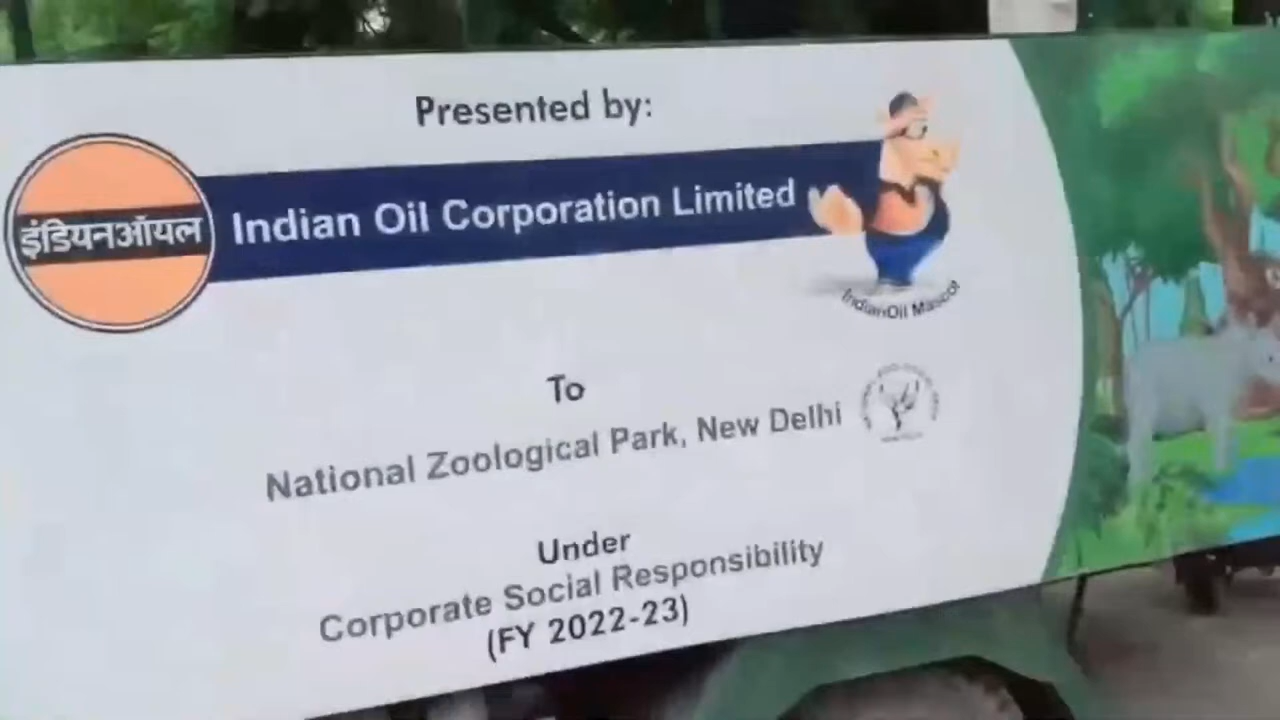 Presented by:
इंडियनऑयल
Indian Oil Corporation Limited
IndianOil Mascot
To
National Zoological Park, New Delhi
Under
Corporate Social Responsibility
(FY 2022-23)